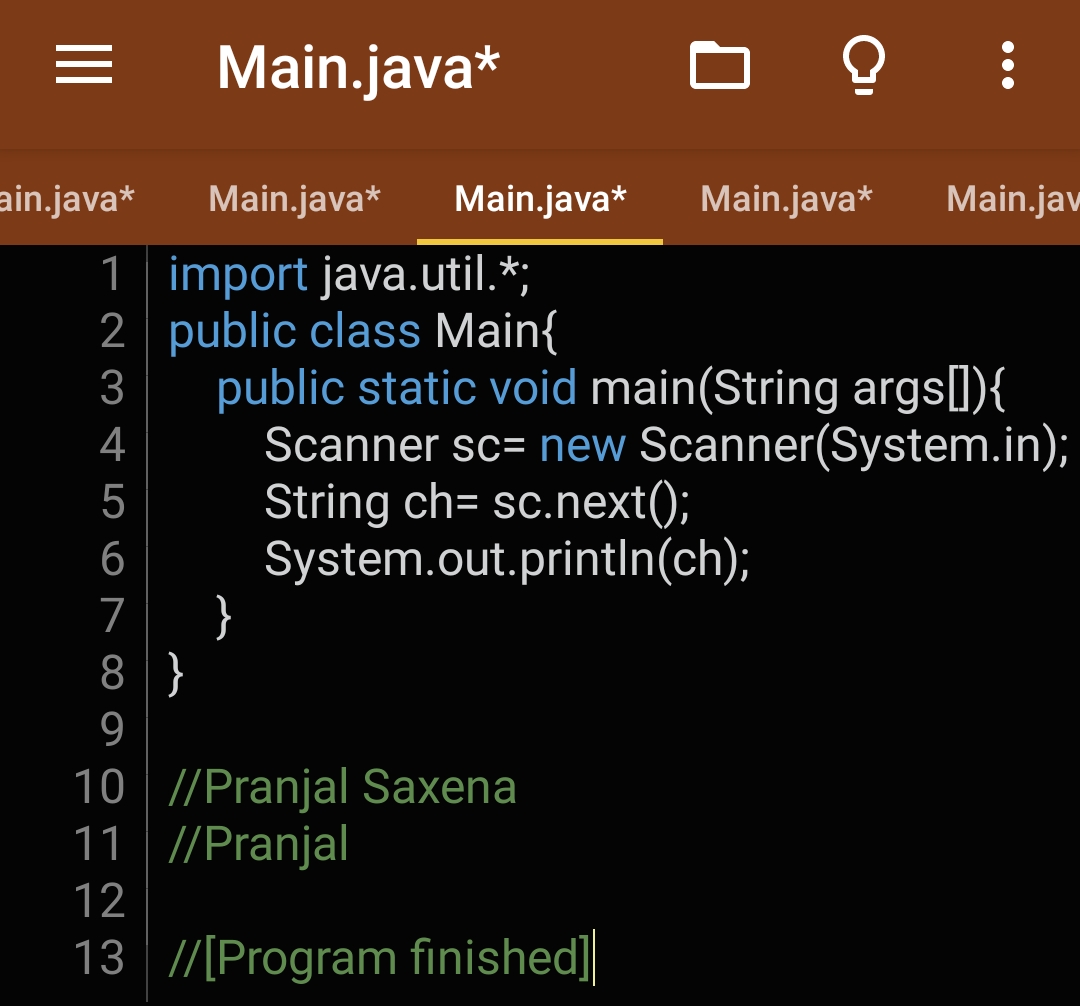 Main.java*
ain.java* Main.java* Main.java* Main.java* Main.jav
1 import java.util.*;
2 public class Main{
3 public static void main(String args[]){
4 Scanner sc= new Scanner(System.in);
5 String ch= sc.next();
6 System.out.println(ch);
7 }
8 }
9
10 //Pranjal Saxena
11 //Pranjal
12
13 //[Program finished]